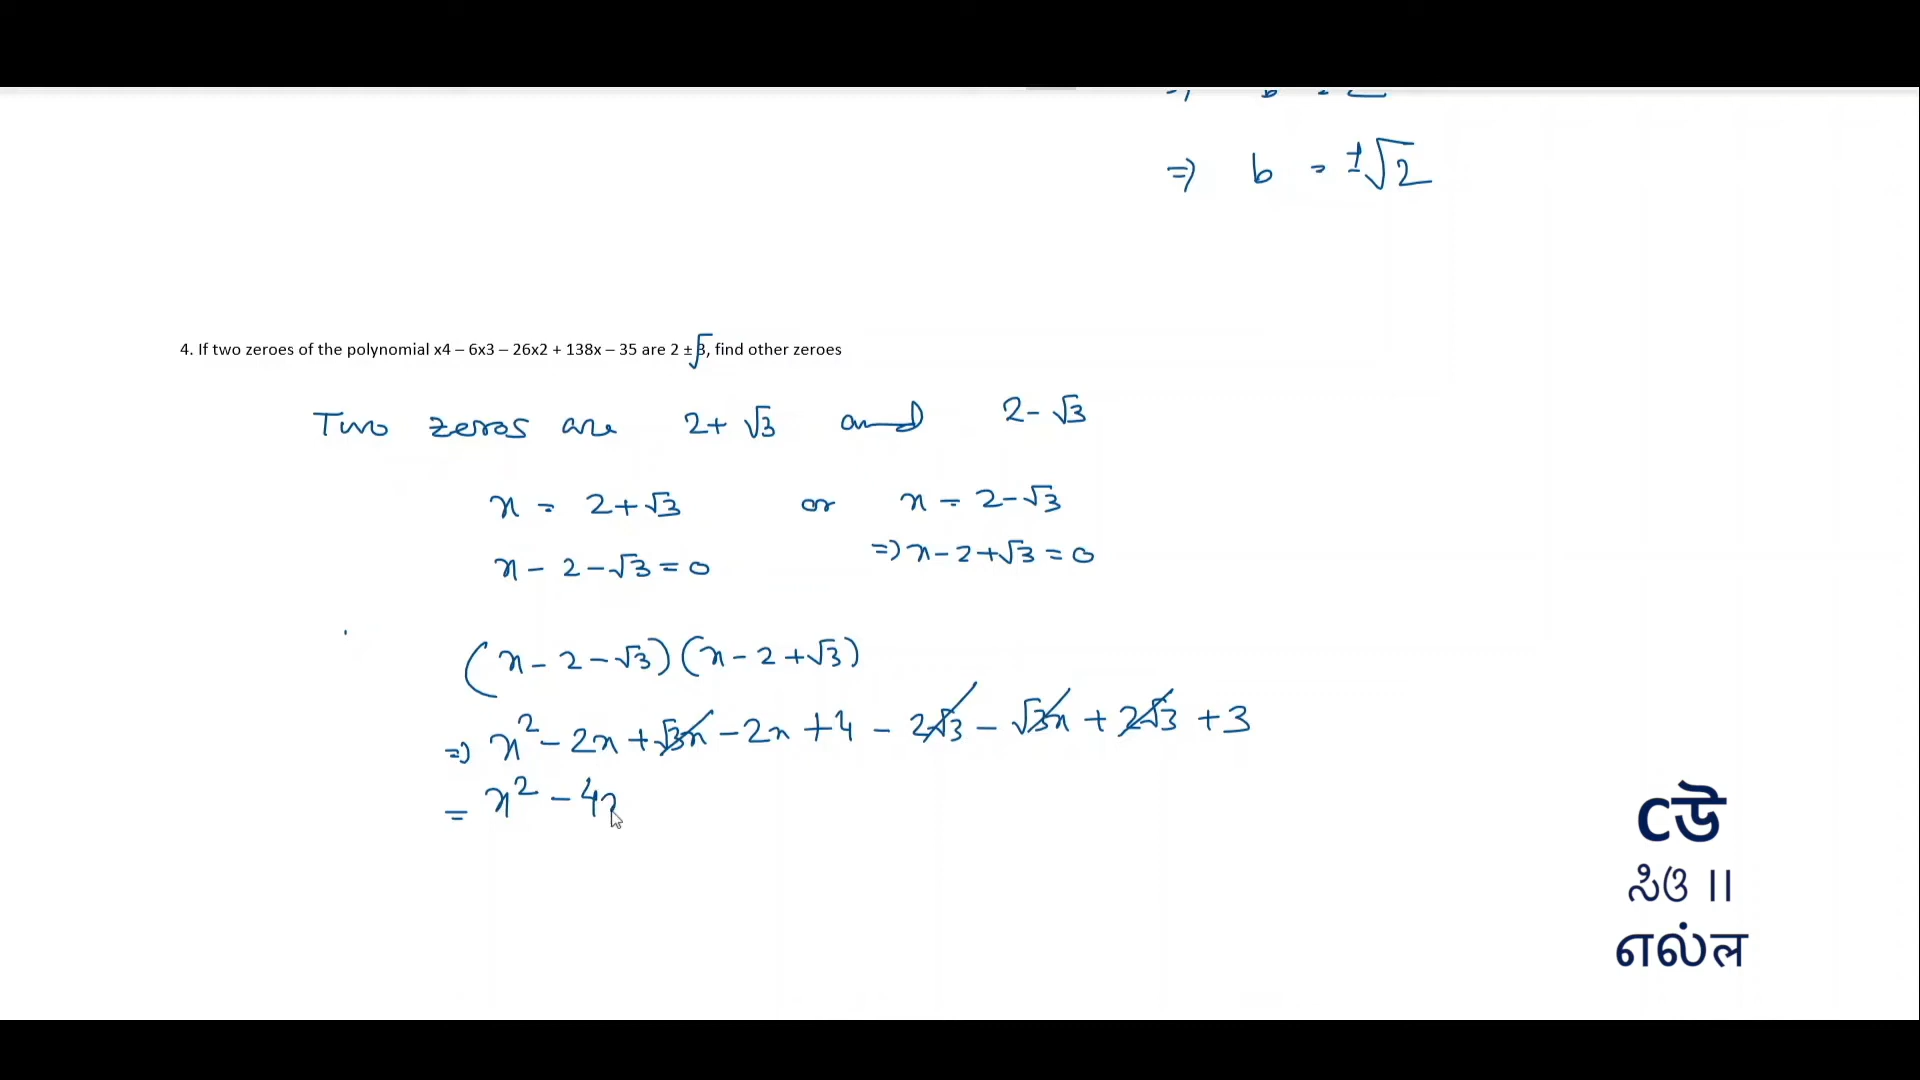 ⇒ b = ±√2
4. If two zeroes of the polynomial x4 – 6x3 – 26x2 + 138x – 35 are 2 ±√3, find other zeroes
Two zeros are 2+ √3 and 2- √3
x = 2+√3 or x = 2-√3
x - 2 -√3 = 0 ⇒ x - 2 +√3 = 0
(x - 2 -√3)(x - 2 +√3)
⇒ x² - 2x + √3x - 2x + 4 - 2√3 - √3x + 2√3 + 3
= x² - 4x
Cউ
ಸಿଓ ॥
எல்ल